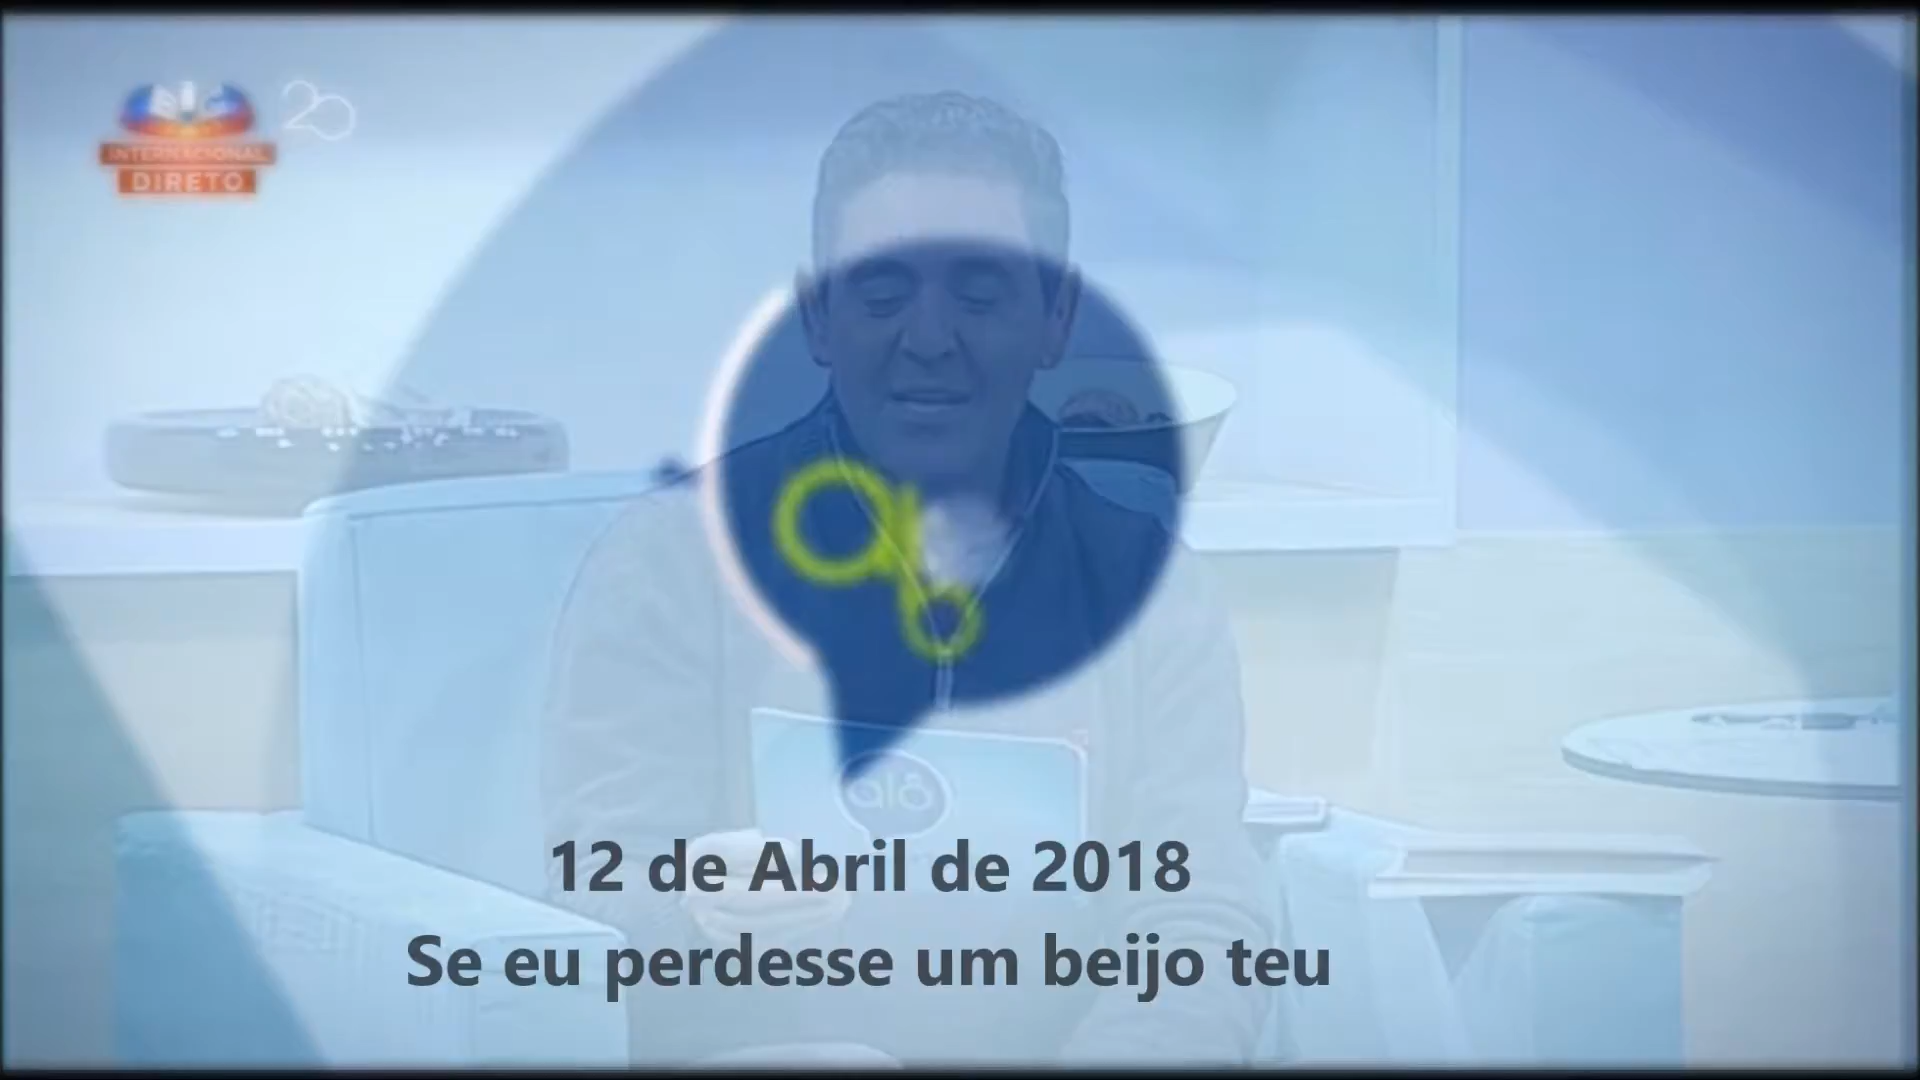 20
INTERNACIONAL
DIRETO
alô
12 de Abril de 2018
Se eu perdesse um beijo teu